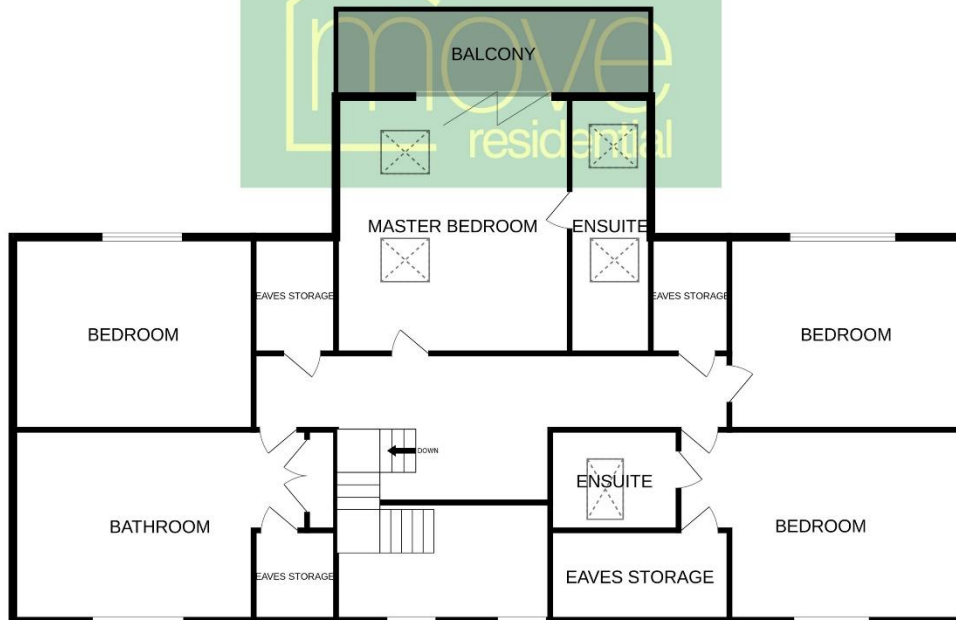 move
residential
BALCONY
MASTER BEDROOM
ENSUITE
EAVES STORAGE
EAVES STORAGE
BEDROOM
BEDROOM
DOWN
ENSUITE
BATHROOM
BEDROOM
EAVES STORAGE
EAVES STORAGE